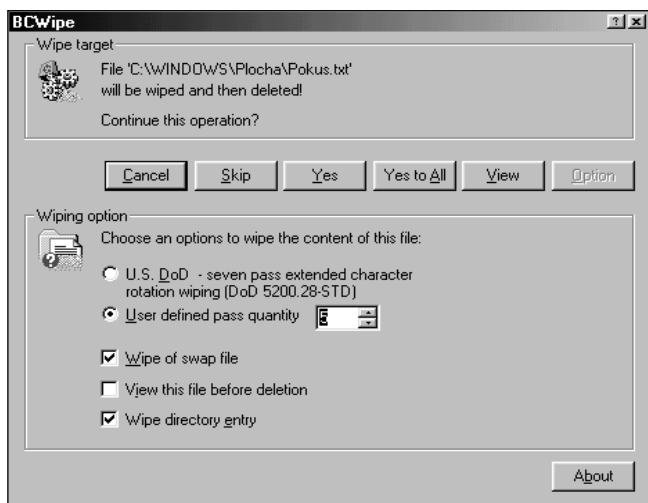 BCWipe
Wipe target
File 'C:\WINDOWS\Plocha\Pokus.txt'
will be wiped and then deleted!
Continue this operation?
Cancel Skip Yes Yes to All View Option
Wiping option
Choose an options to wipe the content of this file:
U.S. DoD - seven pass extended character
rotation wiping (DoD 5200.28-STD)
User defined pass quantity
Wipe of swap file
View this file before deletion
Wipe directory entry
About